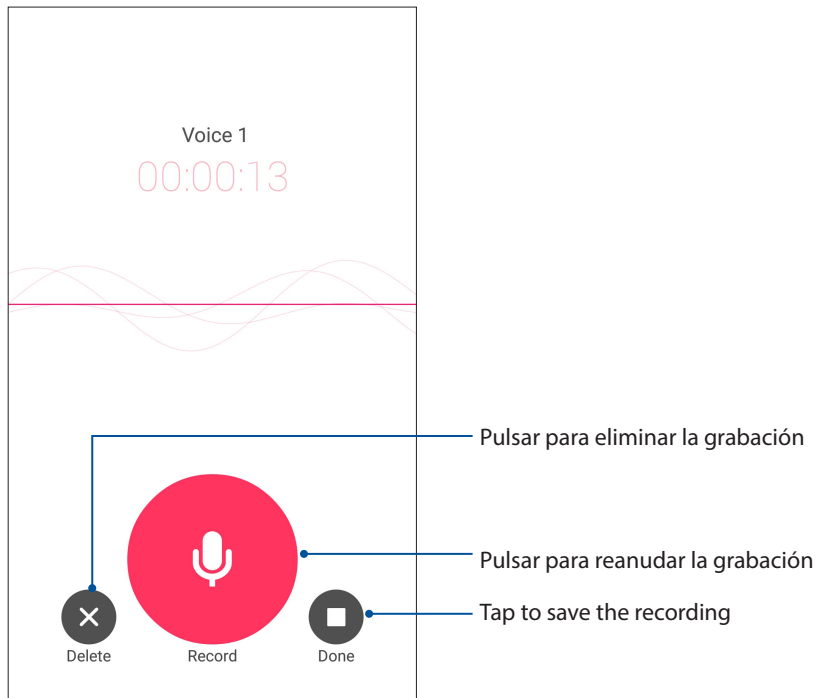 Voice 1
00:00:13
Pulsar para eliminar la grabación
Pulsar para reanudar la grabación
Tap to save the recording
Delete
Record
Done